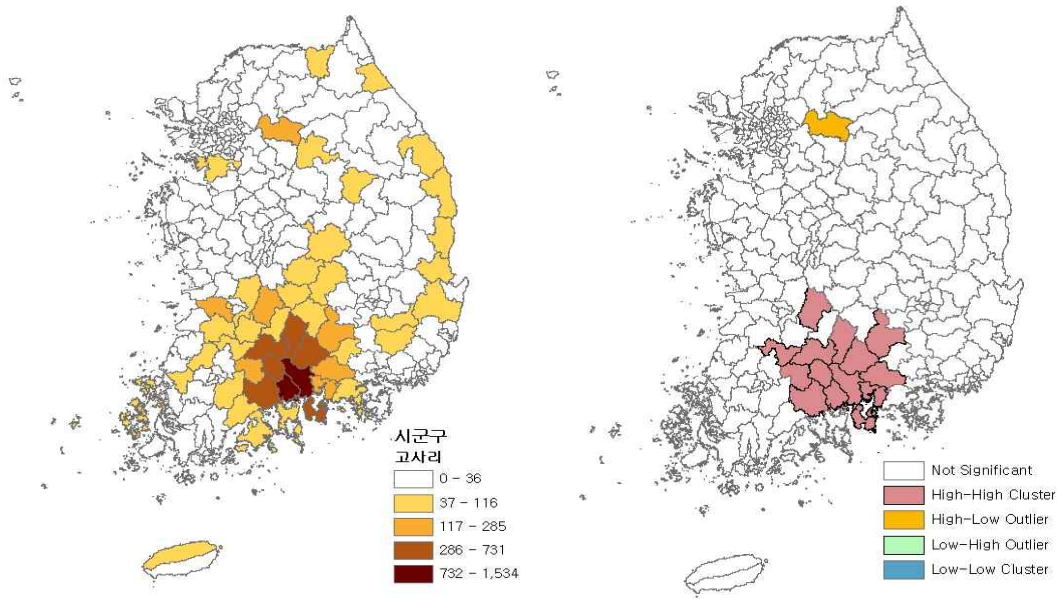 시군구
고사리
0 - 36
37 - 116
117 - 285
286 - 731
732 - 1,534
Not Significant
High-High Cluster
High-Low Outlier
Low-High Outlier
Low-Low Cluster